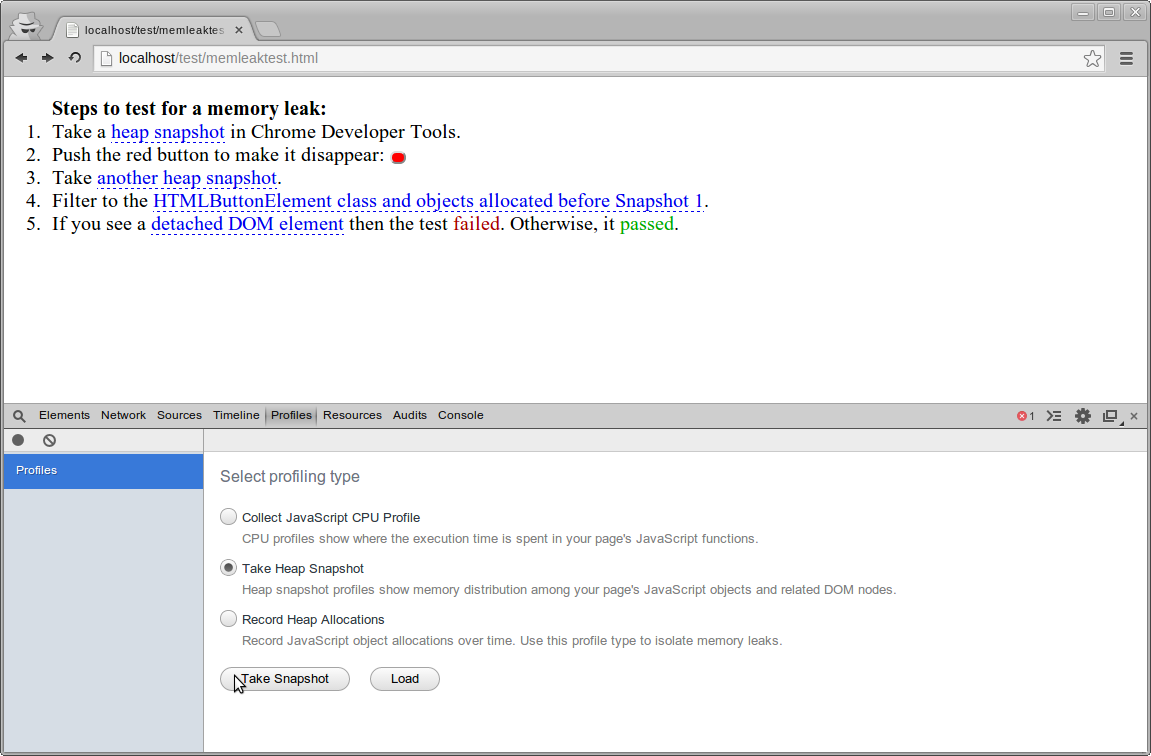 localhost/test/memleaktes
localhost/test/memleaktest.html
Steps to test for a memory leak:
1. Take a heap snapshot in Chrome Developer Tools.
2. Push the red button to make it disappear:
3. Take another heap snapshot.
4. Filter to the HTMLButtonElement class and objects allocated before Snapshot 1.
5. If you see a detached DOM element then the test failed. Otherwise, it passed.
Elements Network Sources Timeline Profiles Resources Audits Console 1
Profiles
Select profiling type
Collect JavaScript CPU Profile
CPU profiles show where the execution time is spent in your page's JavaScript functions.
Take Heap Snapshot
Heap snapshot profiles show memory distribution among your page's JavaScript objects and related DOM nodes.
Record Heap Allocations
Record JavaScript object allocations over time. Use this profile type to isolate memory leaks.
Take Snapshot Load